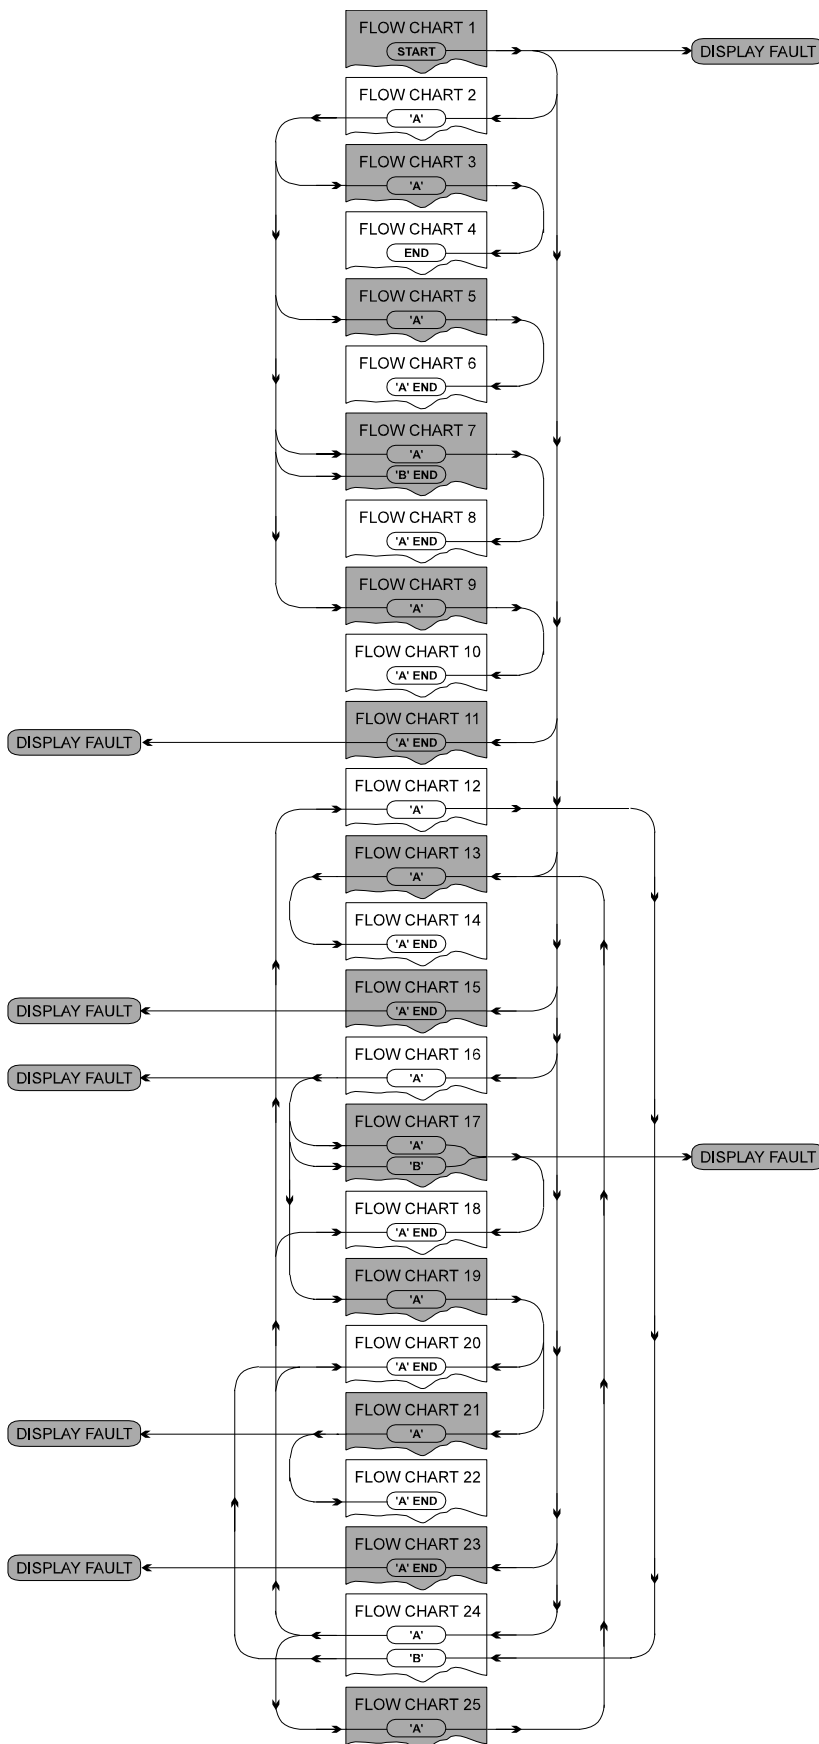 FLOW CHART 1
START
DISPLAY FAULT
FLOW CHART 2
'A'
FLOW CHART 3
'A'
FLOW CHART 4
END
FLOW CHART 5
'A'
FLOW CHART 6
'A' END
FLOW CHART 7
'A'
'B' END
FLOW CHART 8
'A' END
FLOW CHART 9
'A'
FLOW CHART 10
'A' END
FLOW CHART 11
DISPLAY FAULT
'A' END
FLOW CHART 12
'A'
FLOW CHART 13
'A'
FLOW CHART 14
'A' END
FLOW CHART 15
DISPLAY FAULT
'A' END
FLOW CHART 16
DISPLAY FAULT
'A'
FLOW CHART 17
'A'
DISPLAY FAULT
'B'
FLOW CHART 18
'A' END
FLOW CHART 19
'A'
FLOW CHART 20
'A' END
FLOW CHART 21
DISPLAY FAULT
'A'
FLOW CHART 22
'A' END
FLOW CHART 23
DISPLAY FAULT
'A' END
FLOW CHART 24
'A'
'B'
FLOW CHART 25
'A'